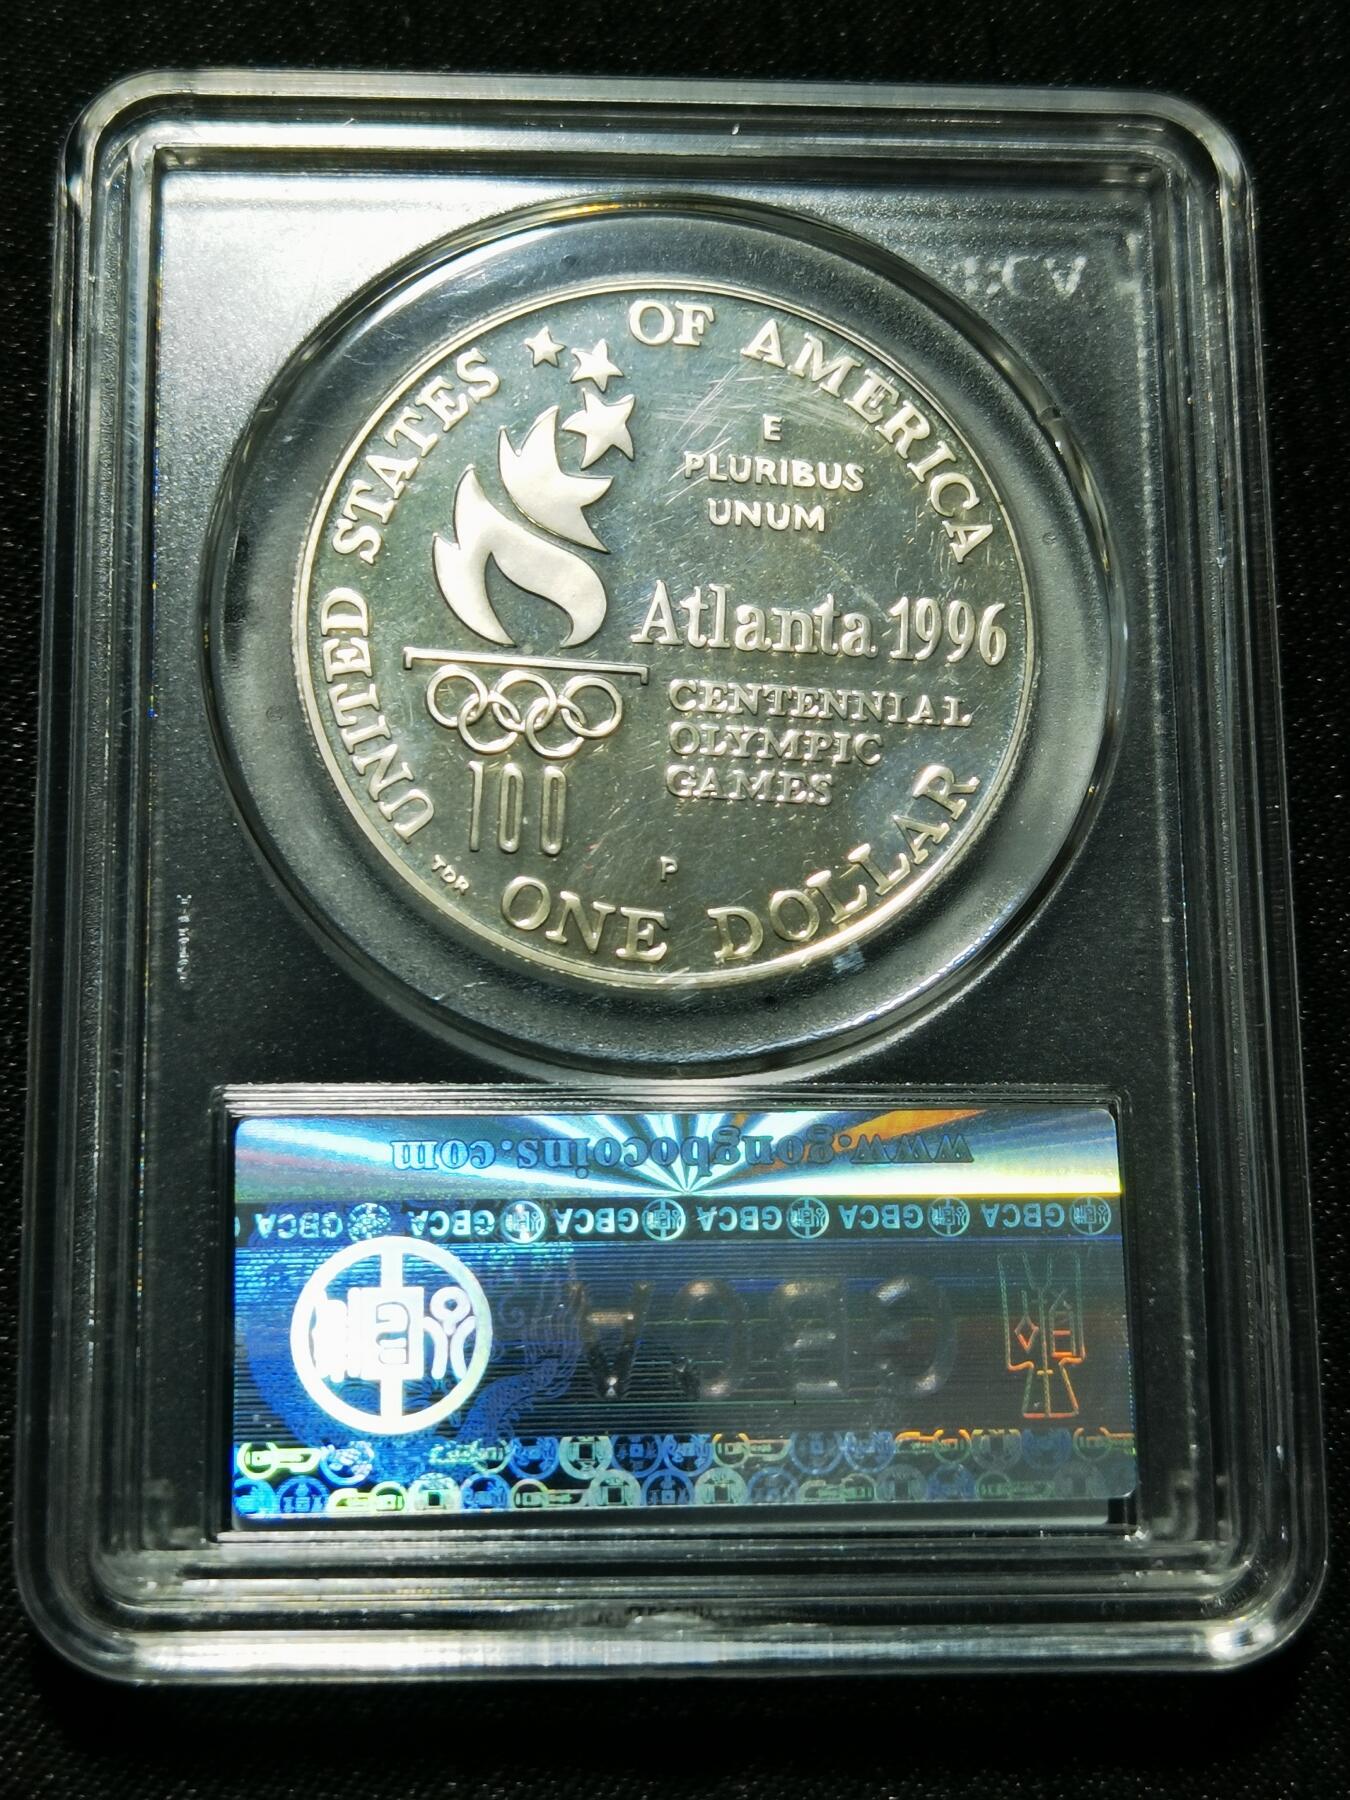 UNITED STATES OF AMERICA
E
PLURIBUS
UNUM
Atlanta 1996
CENTENNIAL
OLYMPIC
GAMES
100
P
TDR
ONE DOLLAR
www.gongbocoins.com
GBCA GBCA GBCA GBCA GBCA GBCA
GBCA